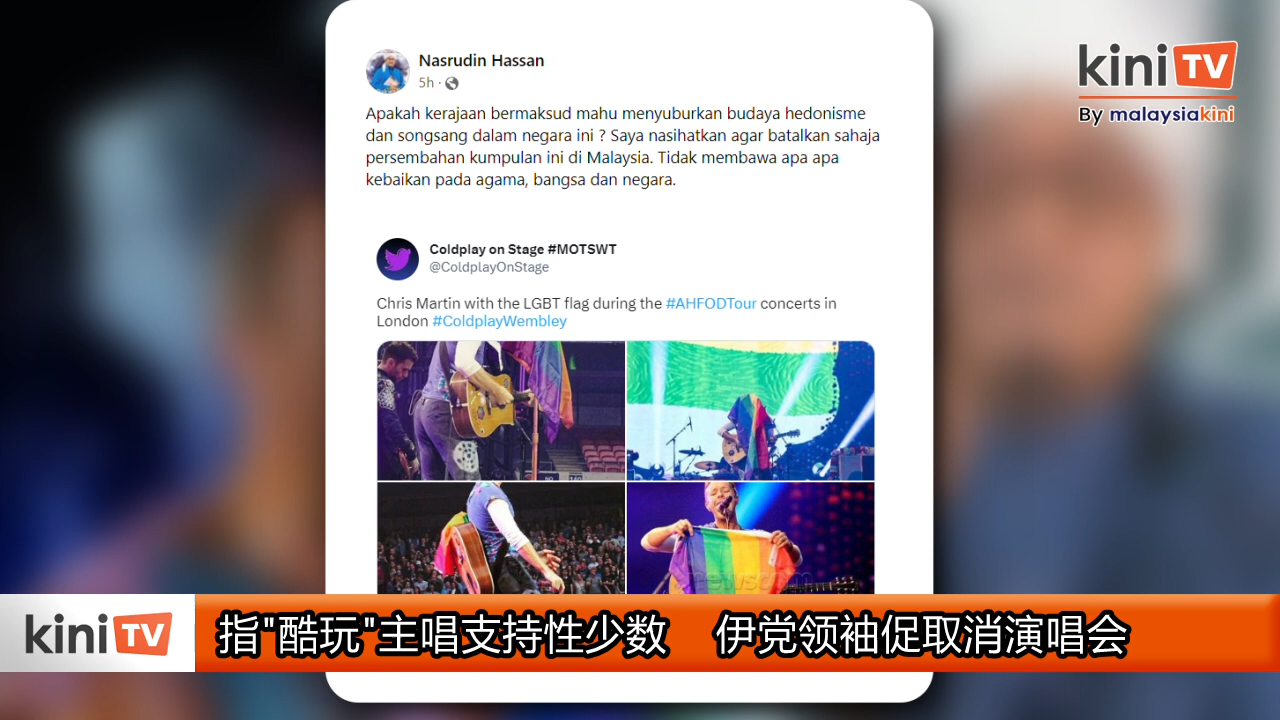 Nasrudin Hassan
5h ·
Apakah kerajaan bermaksud mahu menyuburkan budaya hedonisme
dan songsang dalam negara ini ? Saya nasihatkan agar batalkan sahaja
persembahan kumpulan ini di Malaysia. Tidak membawa apa apa
kebaikan pada agama, bangsa dan negara.
kini TV
By malaysiakini
Coldplay on Stage #MOTSWT
@ColdplayOnStage
Chris Martin with the LGBT flag during the #AHFODTour concerts in
London #ColdplayWembley
newscom
kini TV
指"酷玩"主唱支持性少数 伊党领袖促取消演唱会